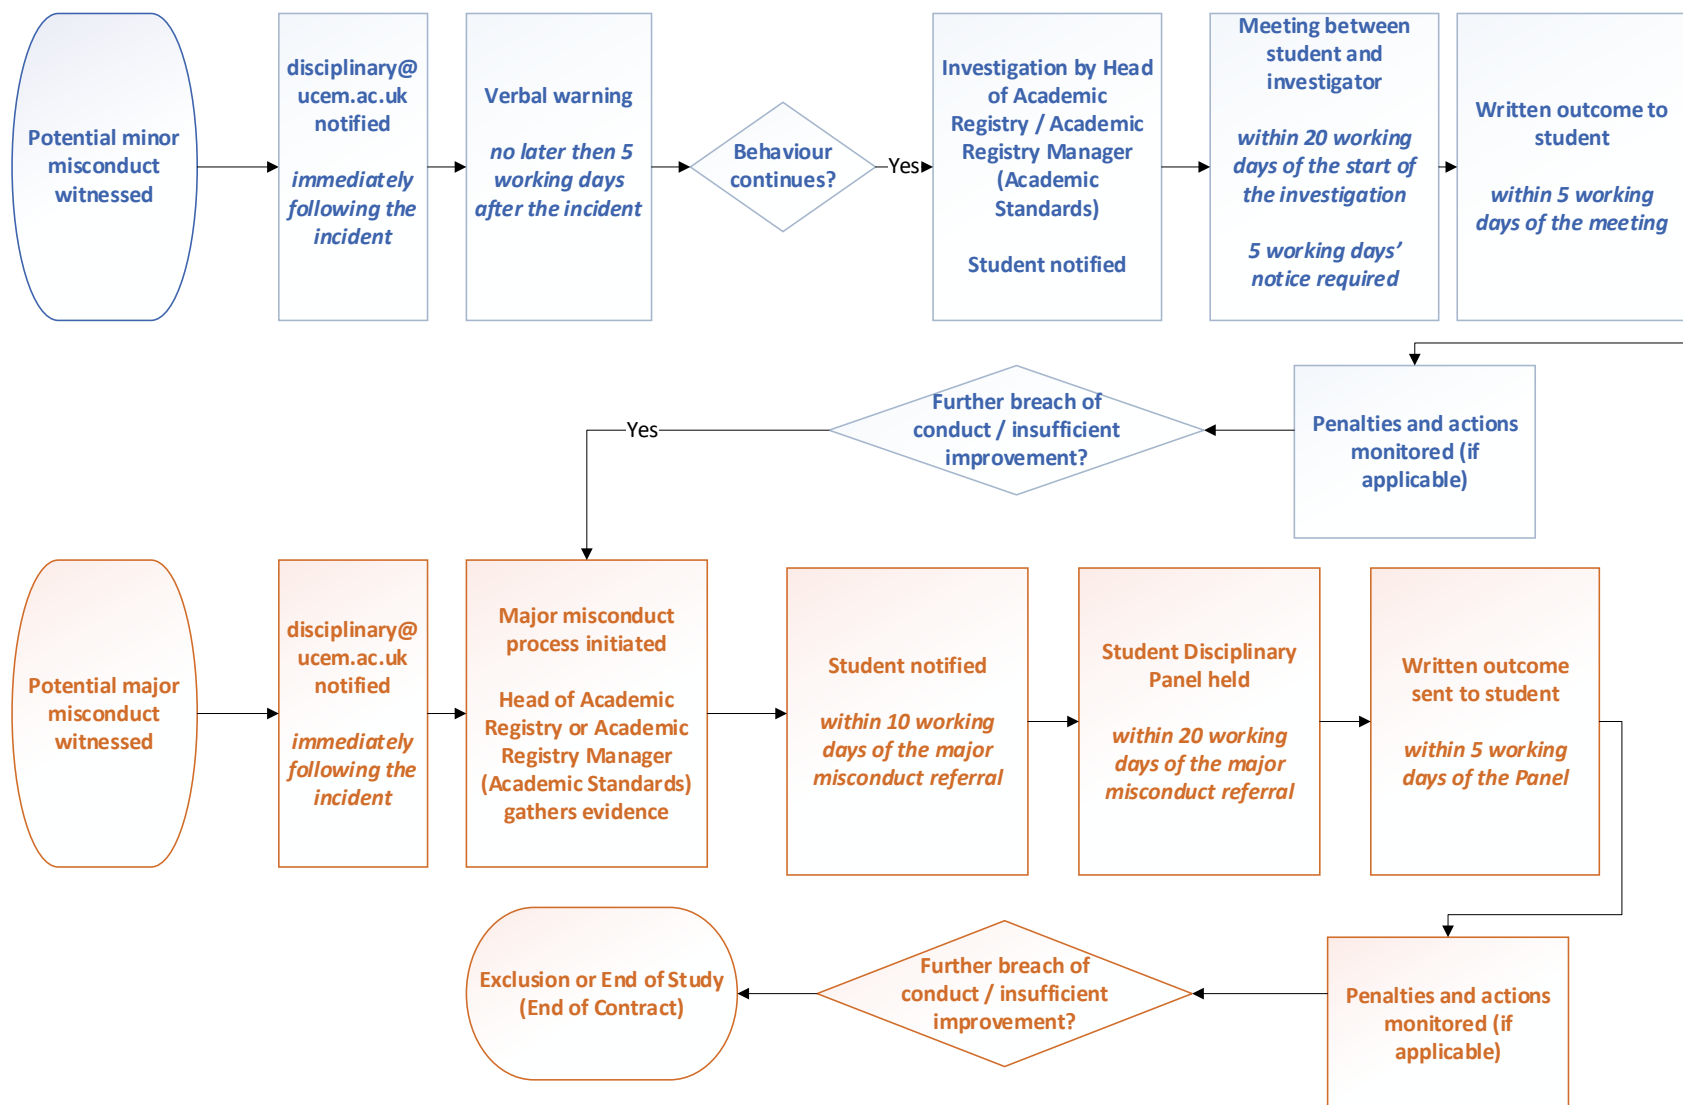 Potential minor
misconduct
witnessed
disciplinary@
ucem.ac.uk
notified
immediately
following the
incident
Verbal warning
no later then 5
working days
after the incident
Behaviour
continues?
Yes
Investigation by Head
of Academic
Registry / Academic
Registry Manager
(Academic
Standards)
Student notified
Meeting between
student and
investigator
within 20 working
days of the start of
the investigation
5 working days’
notice required
Written outcome to
student
within 5 working
days of the meeting
Penalties and actions
monitored (if
applicable)
Further breach of
conduct / insufficient
improvement?
Yes
Potential major
misconduct
witnessed
disciplinary@
ucem.ac.uk
notified
immediately
following the
incident
Major misconduct
process initiated
Head of Academic
Registry or Academic
Registry Manager
(Academic Standards)
gathers evidence
Student notified
within 10 working
days of the major
misconduct referral
Student Disciplinary
Panel held
within 20 working
days of the major
misconduct referral
Written outcome
sent to student
within 5 working
days of the Panel
Penalties and actions
monitored (if
applicable)
Further breach of
conduct / insufficient
improvement?
Exclusion or End of Study
(End of Contract)